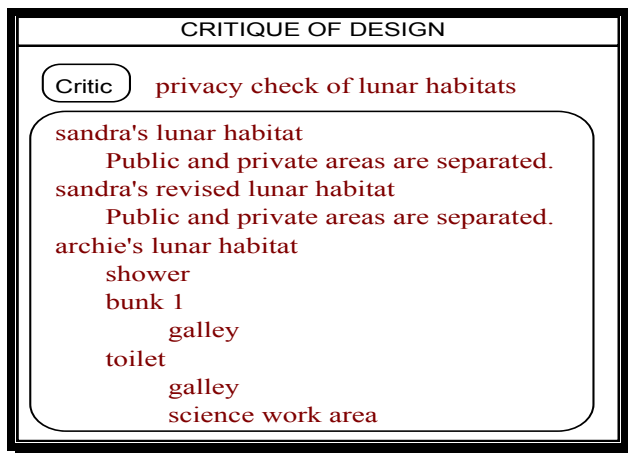 CRITIQUE OF DESIGN
Critic privacy check of lunar habitats
sandra's lunar habitat
Public and private areas are separated.
sandra's revised lunar habitat
Public and private areas are separated.
archie's lunar habitat
shower
bunk 1
galley
toilet
galley
science work area